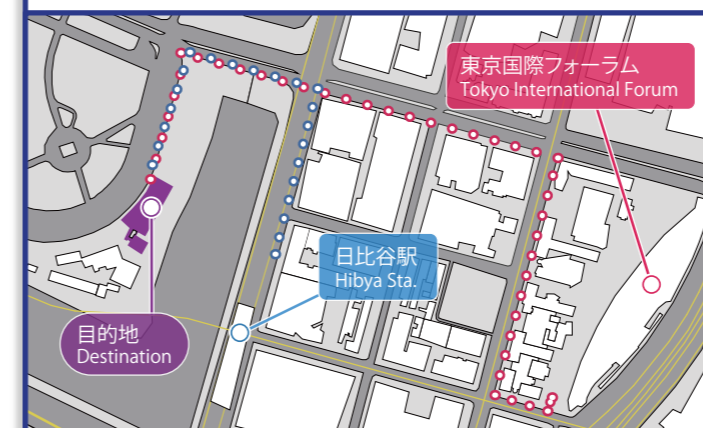 東京国際フォーラム
Tokyo International Forum
日比谷駅
Hibya Sta.
目的地
Destination